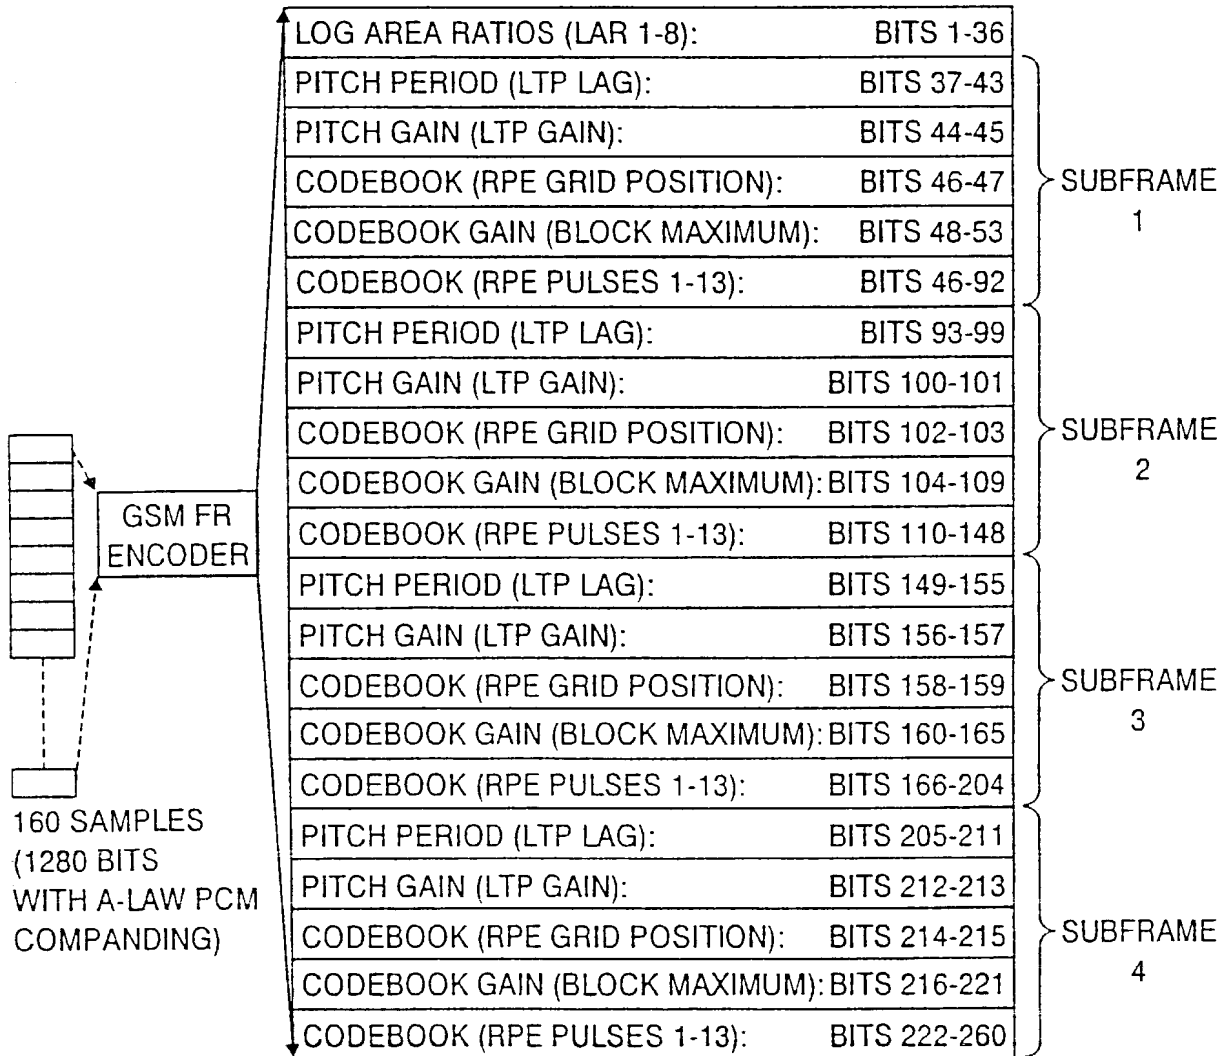 LOG AREA RATIOS (LAR 1-8): BITS 1-36
PITCH PERIOD (LTP LAG): BITS 37-43
PITCH GAIN (LTP GAIN): BITS 44-45
CODEBOOK (RPE GRID POSITION): BITS 46-47
CODEBOOK GAIN (BLOCK MAXIMUM): BITS 48-53
CODEBOOK (RPE PULSES 1-13): BITS 46-92
SUBFRAME
1
PITCH PERIOD (LTP LAG): BITS 93-99
PITCH GAIN (LTP GAIN): BITS 100-101
CODEBOOK (RPE GRID POSITION): BITS 102-103
CODEBOOK GAIN (BLOCK MAXIMUM): BITS 104-109
CODEBOOK (RPE PULSES 1-13): BITS 110-148
SUBFRAME
2
PITCH PERIOD (LTP LAG): BITS 149-155
PITCH GAIN (LTP GAIN): BITS 156-157
CODEBOOK (RPE GRID POSITION): BITS 158-159
CODEBOOK GAIN (BLOCK MAXIMUM): BITS 160-165
CODEBOOK (RPE PULSES 1-13): BITS 166-204
SUBFRAME
3
PITCH PERIOD (LTP LAG): BITS 205-211
PITCH GAIN (LTP GAIN): BITS 212-213
CODEBOOK (RPE GRID POSITION): BITS 214-215
CODEBOOK GAIN (BLOCK MAXIMUM): BITS 216-221
CODEBOOK (RPE PULSES 1-13): BITS 222-260
SUBFRAME
4
GSM FR
ENCODER
160 SAMPLES
(1280 BITS
WITH A-LAW PCM
COMPANDING)